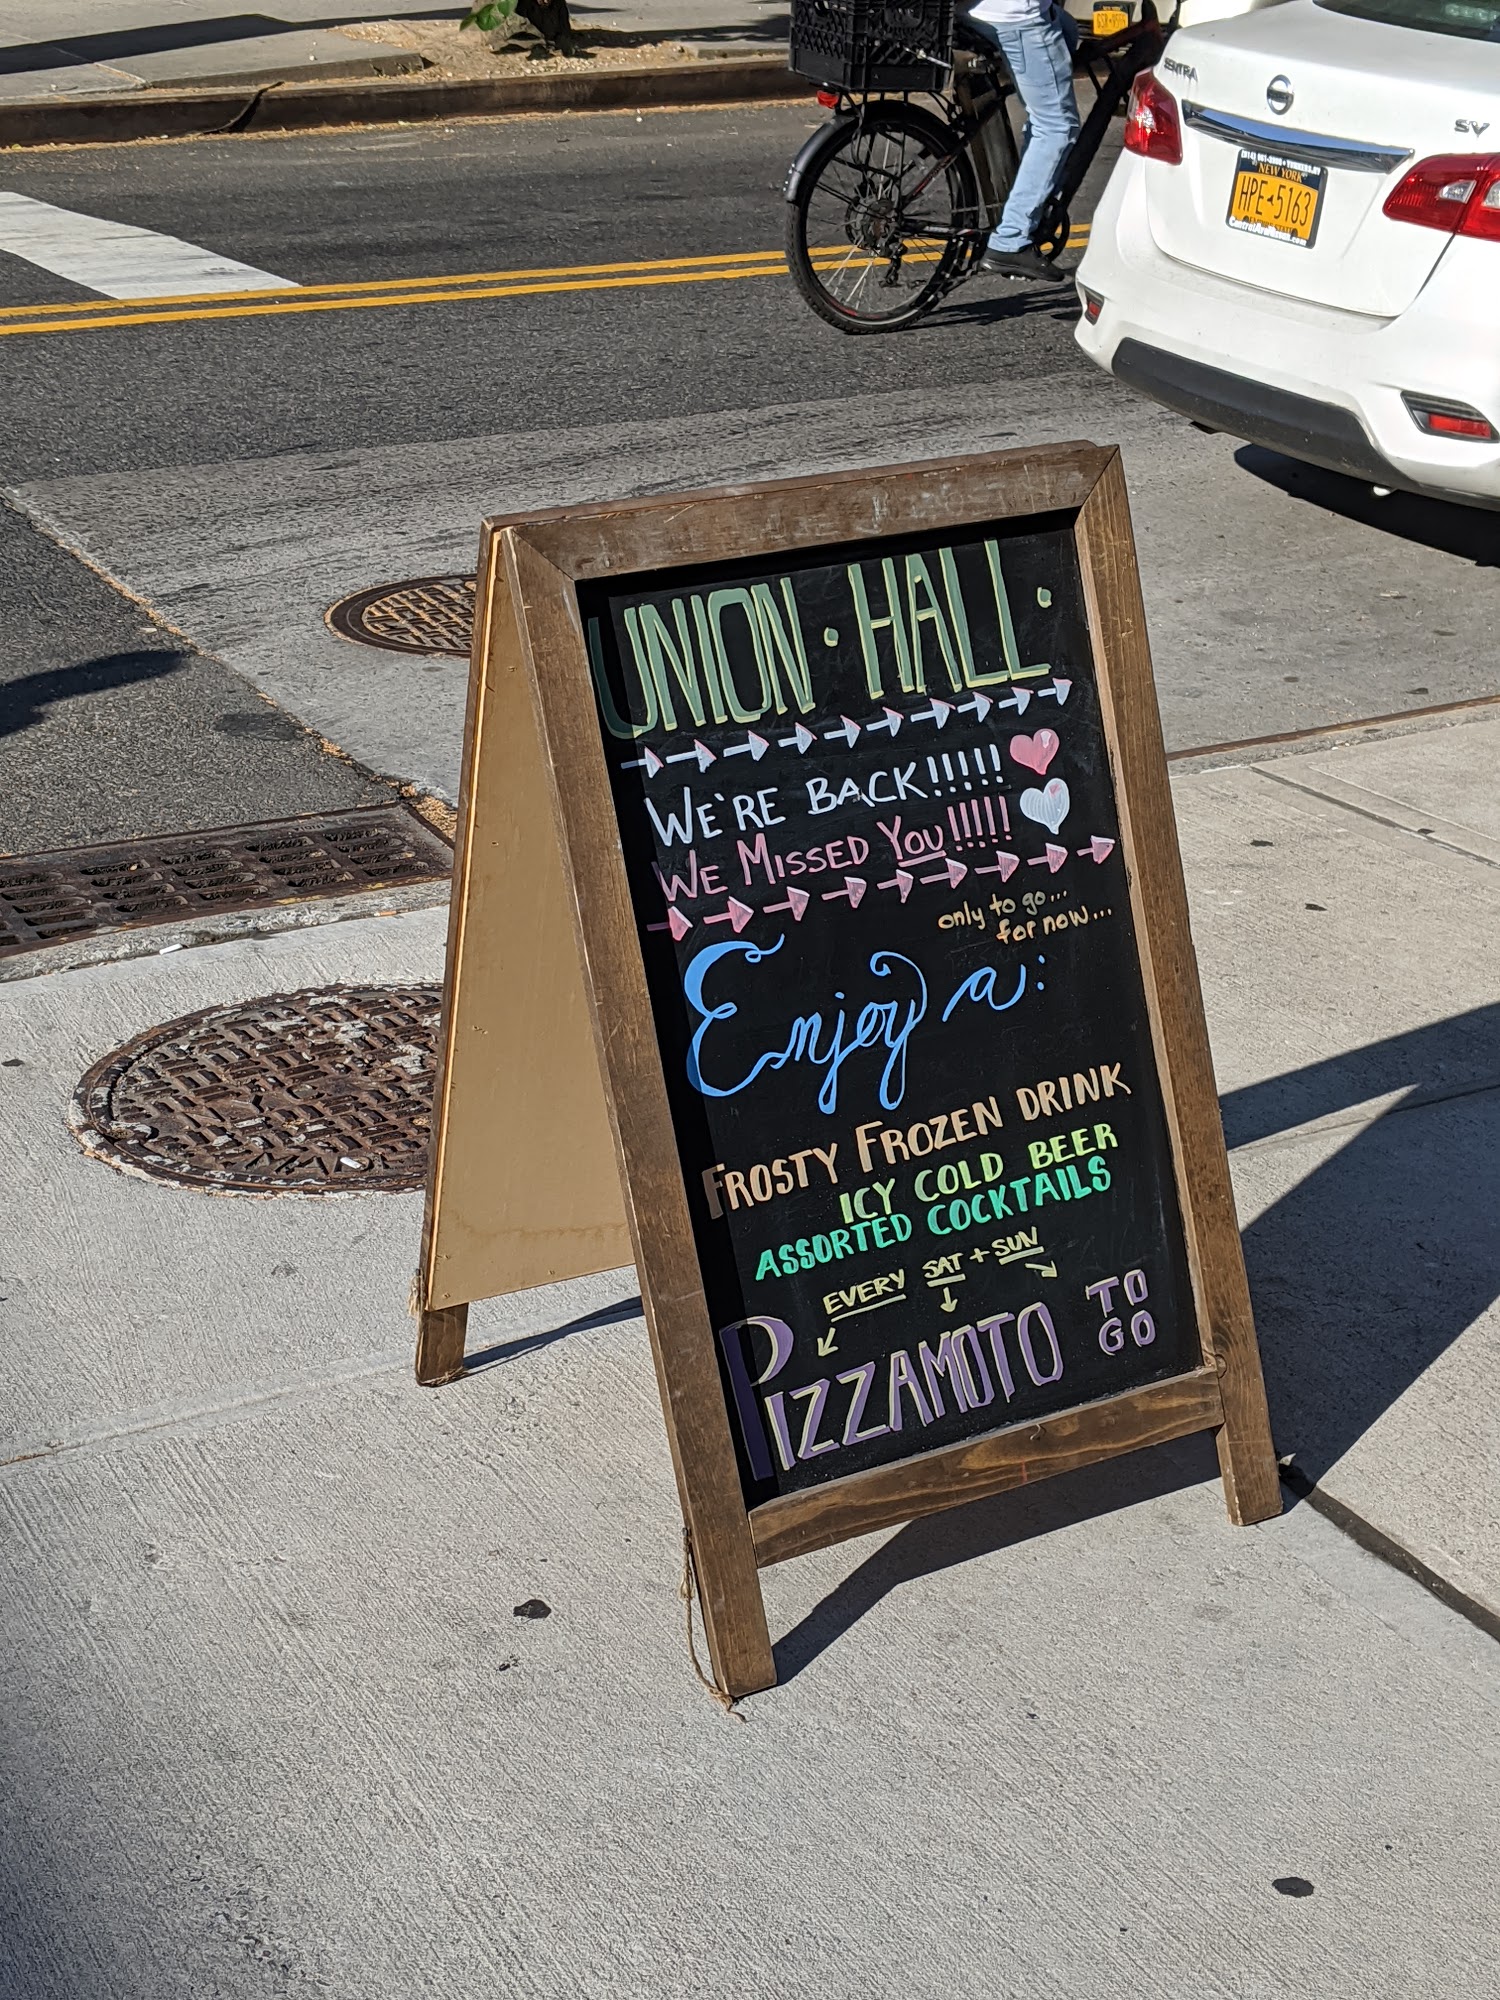 SENTRA
SV
NEW YORK
HPE 5163
UNION · HALL ·
WE'RE BACK!!!!!
WE MISSED YOU!!!!!
only to go...
for now...
Enjoy a:
FROSTY FROZEN DRINK
ICY COLD BEER
ASSORTED COCKTAILS
EVERY SAT + SUN
PIZZAMOTO TO GO